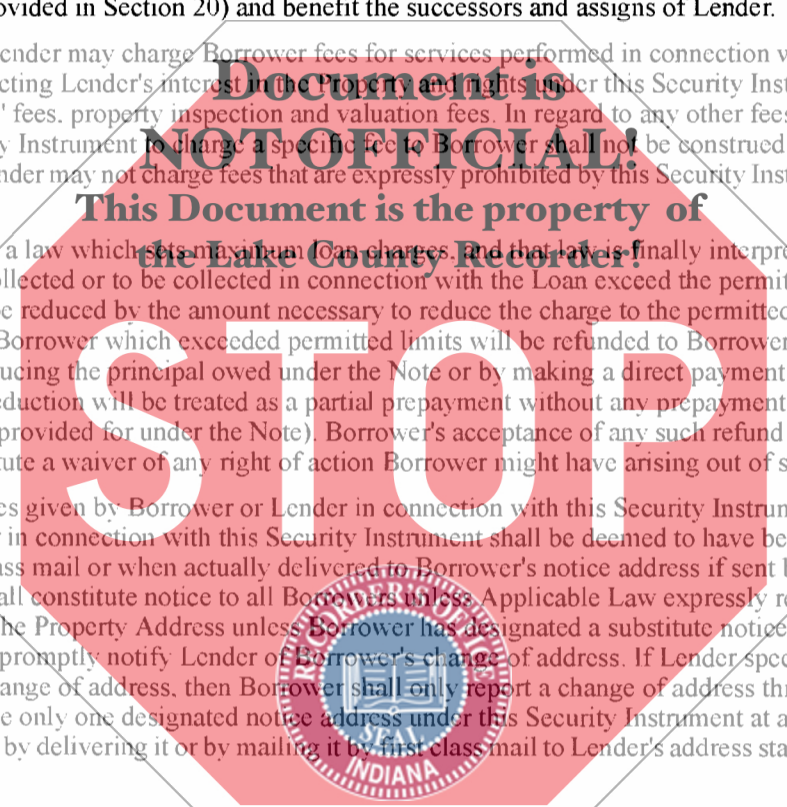 ovided in Section 20) and benefit the successors and assigns of Lender.
ender may charge Borrower fees for services performed in connection
cting Lender's interest in the Property and rights under this Security Inst
' fees. property inspection and valuation fees. In regard to any other fees
y Instrument to charge a specific fee to Borrower shall not be construed
nder may not charge fees that are expressly prohibited by this Security Inst
Document is
NOT OFFICIAL!
This Document is the property of
the Lake County Recorder!
a law which sets maximum loan charges, and that law is finally interpre
llected or to be collected in connection with the Loan exceed the permit
e reduced by the amount necessary to reduce the charge to the permitted
Borrower which exceeded permitted limits will be refunded to Borrower
ucing the principal owed under the Note or by making a direct payment
eduction will be treated as a partial prepayment without any prepayment
provided for under the Note). Borrower's acceptance of any such refund
tute a waiver of any right of action Borrower might have arising out of s
STOP
es given by Borrower or Lender in connection with this Security Instrum
in connection with this Security Instrument shall be deemed to have be
ass mail or when actually delivered to Borrower's notice address if sent
all constitute notice to all Borrowers unless Applicable Law expressly re
he Property Address unless Borrower has designated a substitute notice
promptly notify Lender of Borrower's change of address. If Lender spec
ange of address, then Borrower shall only report a change of address thr
e only one designated notice address under this Security Instrument at a
by delivering it or by mailing it by first class mail to Lender's address sta
RECORDER'S OFFICE
SEAL
INDIANA